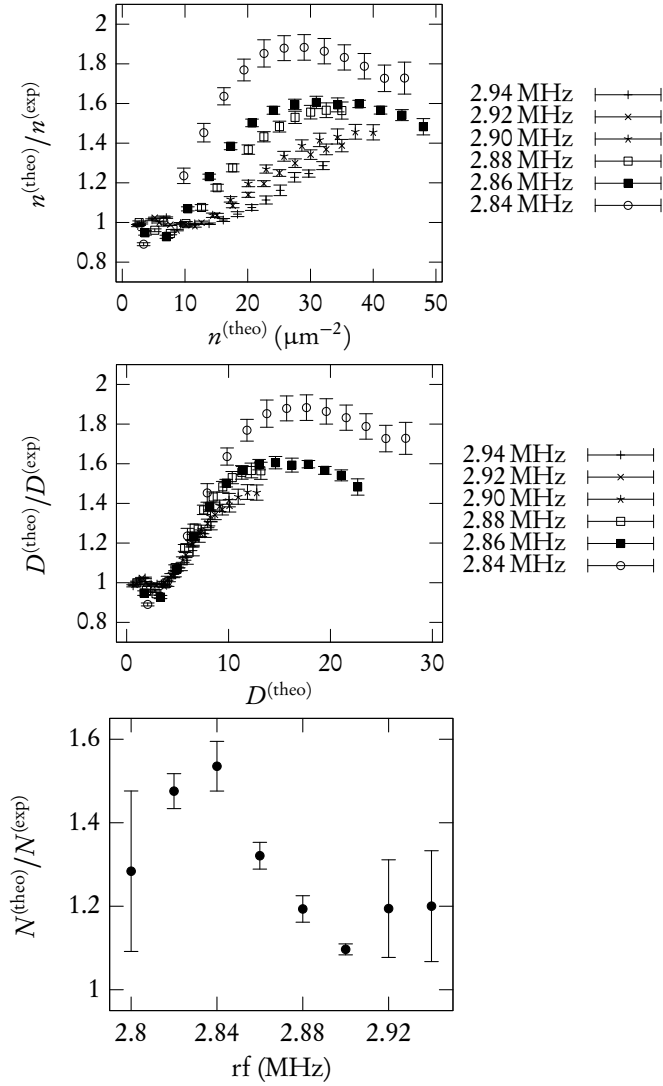 2
1.8
1.6
1.4
1.2
1
0.8
n^(theo)/n^(exp)
0 10 20 30 40 50
n^(theo) (μm⁻²)
2.94 MHz
2.92 MHz
2.90 MHz
2.88 MHz
2.86 MHz
2.84 MHz
2
1.8
1.6
1.4
1.2
1
0.8
D^(theo)/D^(exp)
0 10 20 30
D^(theo)
2.94 MHz
2.92 MHz
2.90 MHz
2.88 MHz
2.86 MHz
2.84 MHz
1.6
1.4
1.2
1
N^(theo)/N^(exp)
2.8 2.84 2.88 2.92
rf (MHz)